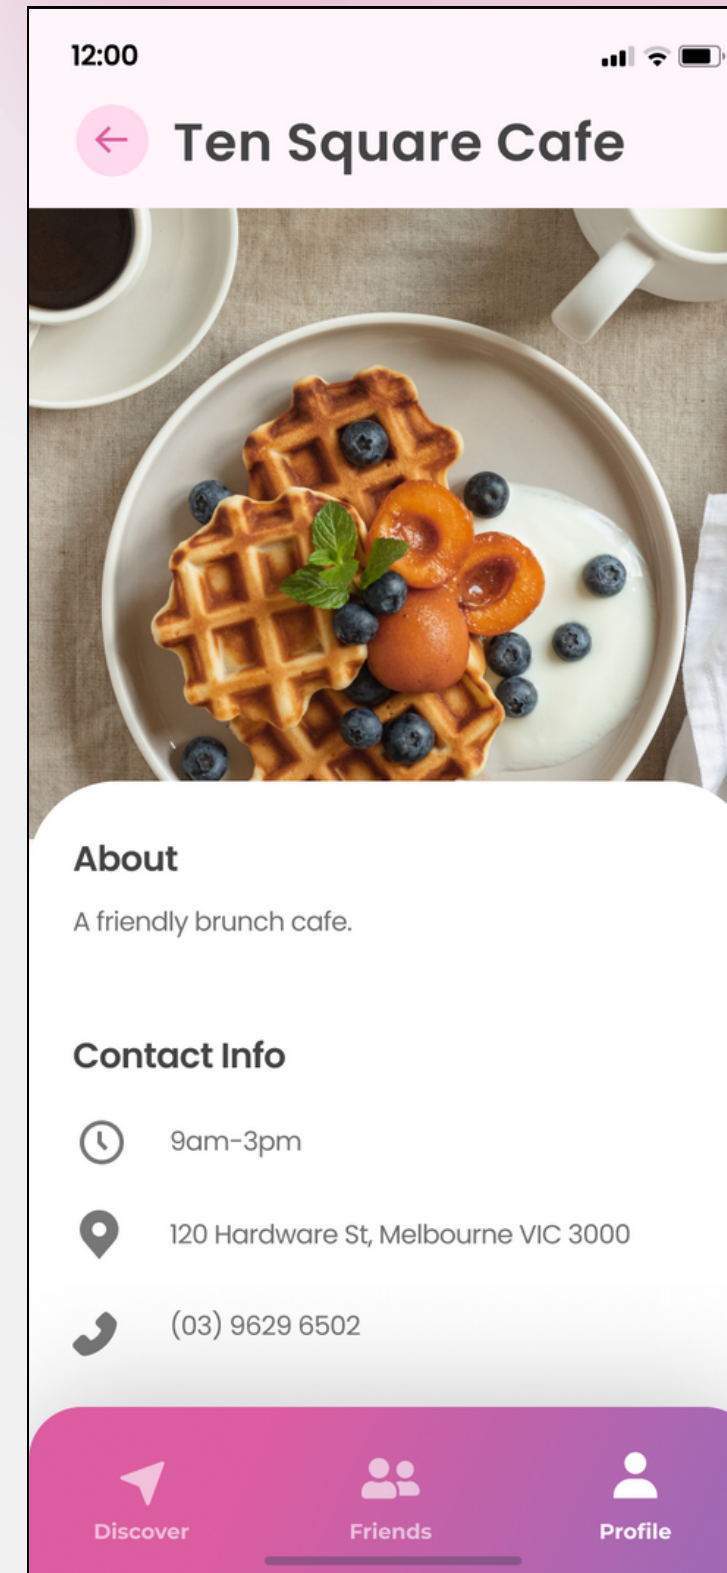 12:00
Ten Square Cafe
About
A friendly brunch cafe.
Contact Info
9am-3pm
120 Hardware St, Melbourne VIC 3000
(03) 9629 6502
Discover Friends Profile